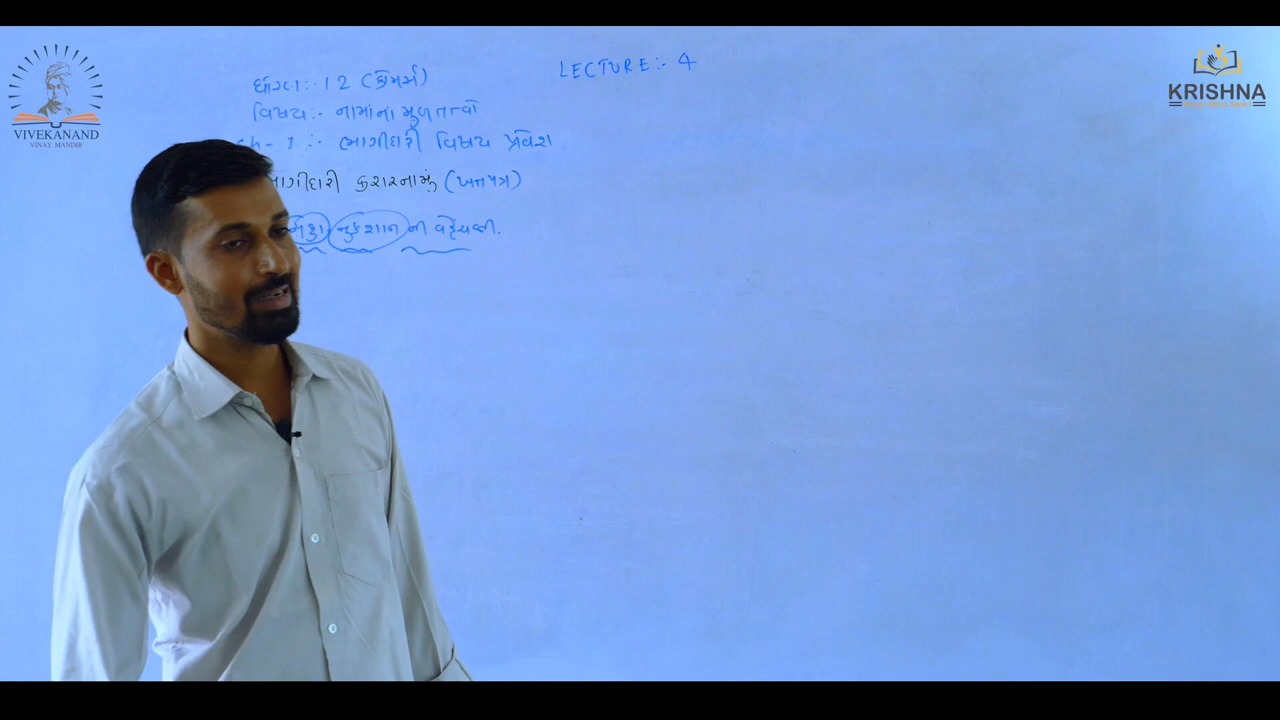 LECTURE :- 4
ધોરણ :- 12 (કોમર્સ)
વિષય :- નામાંના મુળતત્વો
ch - 1 :- ભાગીદારી વિષય પ્રવેશ
ભાગીદારી કરારનામું (ખતપત્ર)
નફા નુકશાન ની વહેંચણી.
VIVEKANAND
VINAY MANDIR
KRISHNA